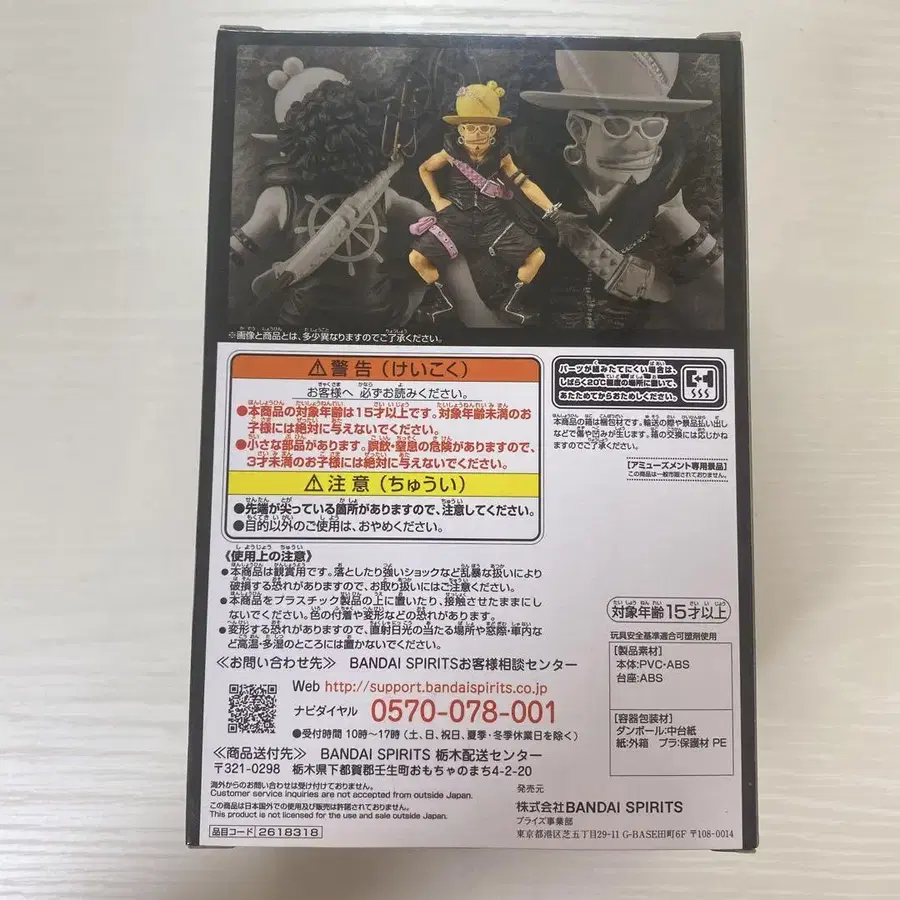 ※画像と商品とは、多少異なりますのでご了承ください。
⚠警告（けいこく）
お客様へ 必ずお読みください。
●本商品の対象年齢は15才以上です。対象年齢未満のお
子様には絶対に与えないでください。
●小さな部品があります。誤飲・窒息の危険がありますので、
3才未満のお子様には絶対に与えないでください。
⚠注意（ちゅうい）
●先端が尖っている箇所がありますので、注意してください。
●目的以外のご使用は、おやめください。
パーツが組みたてにくい場合は、
しばらく20℃程度の場所に置いて、
あたためてからおためしください。
本商品の箱は梱包材です。輸送の際や景品払い出し
などで傷や凹みが生じます。箱の交換には応じかね
ますのでご了承ください。
[アミューズメント専用景品]
この商品は一般市販されておりません。
《使用上の注意》
●本商品は観賞用です。落としたり強いショックなど乱暴な扱いにより
破損する恐れがありますので、お取り扱いにはご注意ください。
●本商品をプラスチック製品の上に置いたり、接触させたままにし
ないでください。色の付着や変形などの恐れがあります。
●変形する恐れがありますので、直射日光の当たる場所や窓際・車内な
ど高温・多湿のところには置かないでください。
≪お問い合わせ先≫ BANDAI SPIRITSお客様相談センター
Web http://support.bandaispirits.co.jp
ナビダイヤル 0570-078-001
●受付時間 10時～17時（土、日、祝日、夏季・冬季休業日を除く）
≪商品送付先≫ BANDAI SPIRITS 栃木配送センター
〒321-0298 栃木県下都賀郡壬生町おもちゃのまち4-2-20
海外からのお問い合わせは受け付けておりません。
Customer service inquiries are not accepted from outside Japan.
この商品は日本国外での使用及び販売は許諾されておりません。
This product is not licensed for the use and sale outside Japan.
品目コード 2618318
対象年齢15才以上
玩具安全基準適合可塑剤使用
[製品素材]
本体:PVC・ABS
台座:ABS
[容器包装材]
ダンボール:中台紙
紙:外箱 プラ:保護材 PE
発売元
株式会社BANDAI SPIRITS
プライズ事業部
東京都港区芝五丁目29-11 G-BASE田町6F 〒108-0014